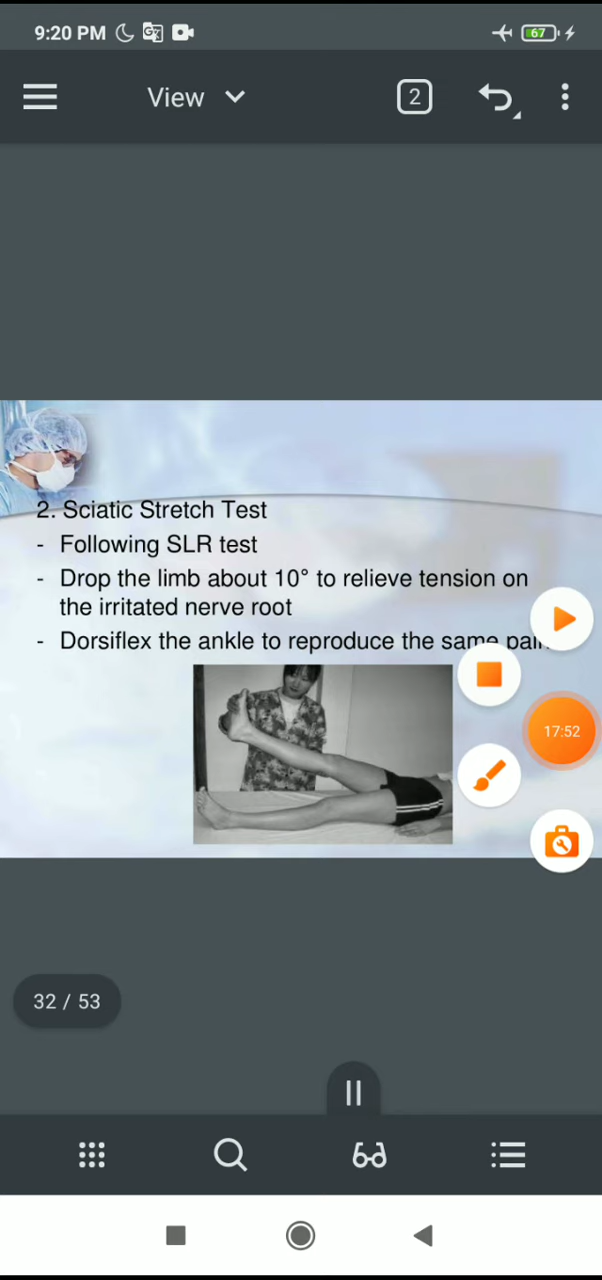 9:20 PM
67
View
2
2. Sciatic Stretch Test
- Following SLR test
- Drop the limb about 10° to relieve tension on
the irritated nerve root
- Dorsiflex the ankle to reproduce the same
17:52
32 / 53